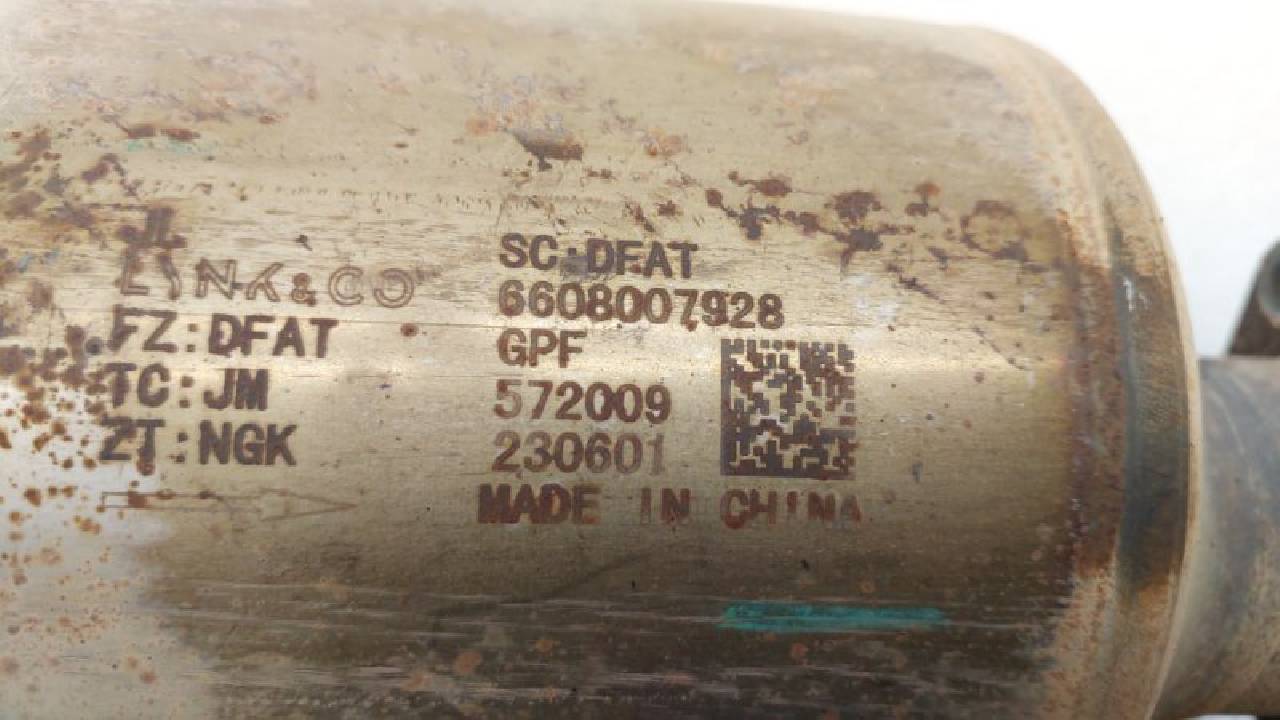 LYNK&CO
FZ:DFAT
TC:JM
ZT:NGK
SC:DFAT
6608007928
GPF
572009
230601
MADE IN CHINA